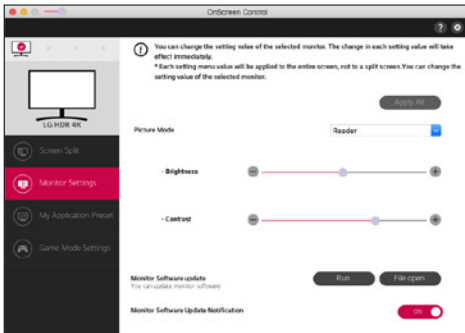 OnScreen Control
You can change the setting value of the selected monitor. The change in each setting value will take
effect immediately.
* Each setting menu value will be applied to the entire screen, not to a split screen.You can change the
setting value of the selected monitor.
Apply All
LG HDR 4K
Picture Mode
Reader
Screen Split
- Brightness
Monitor Settings
My Application Preset
- Contrast
Game Mode Settings
Monitor Software update
Run
File open
You can update monitor software
Monitor Software Update Notification
ON